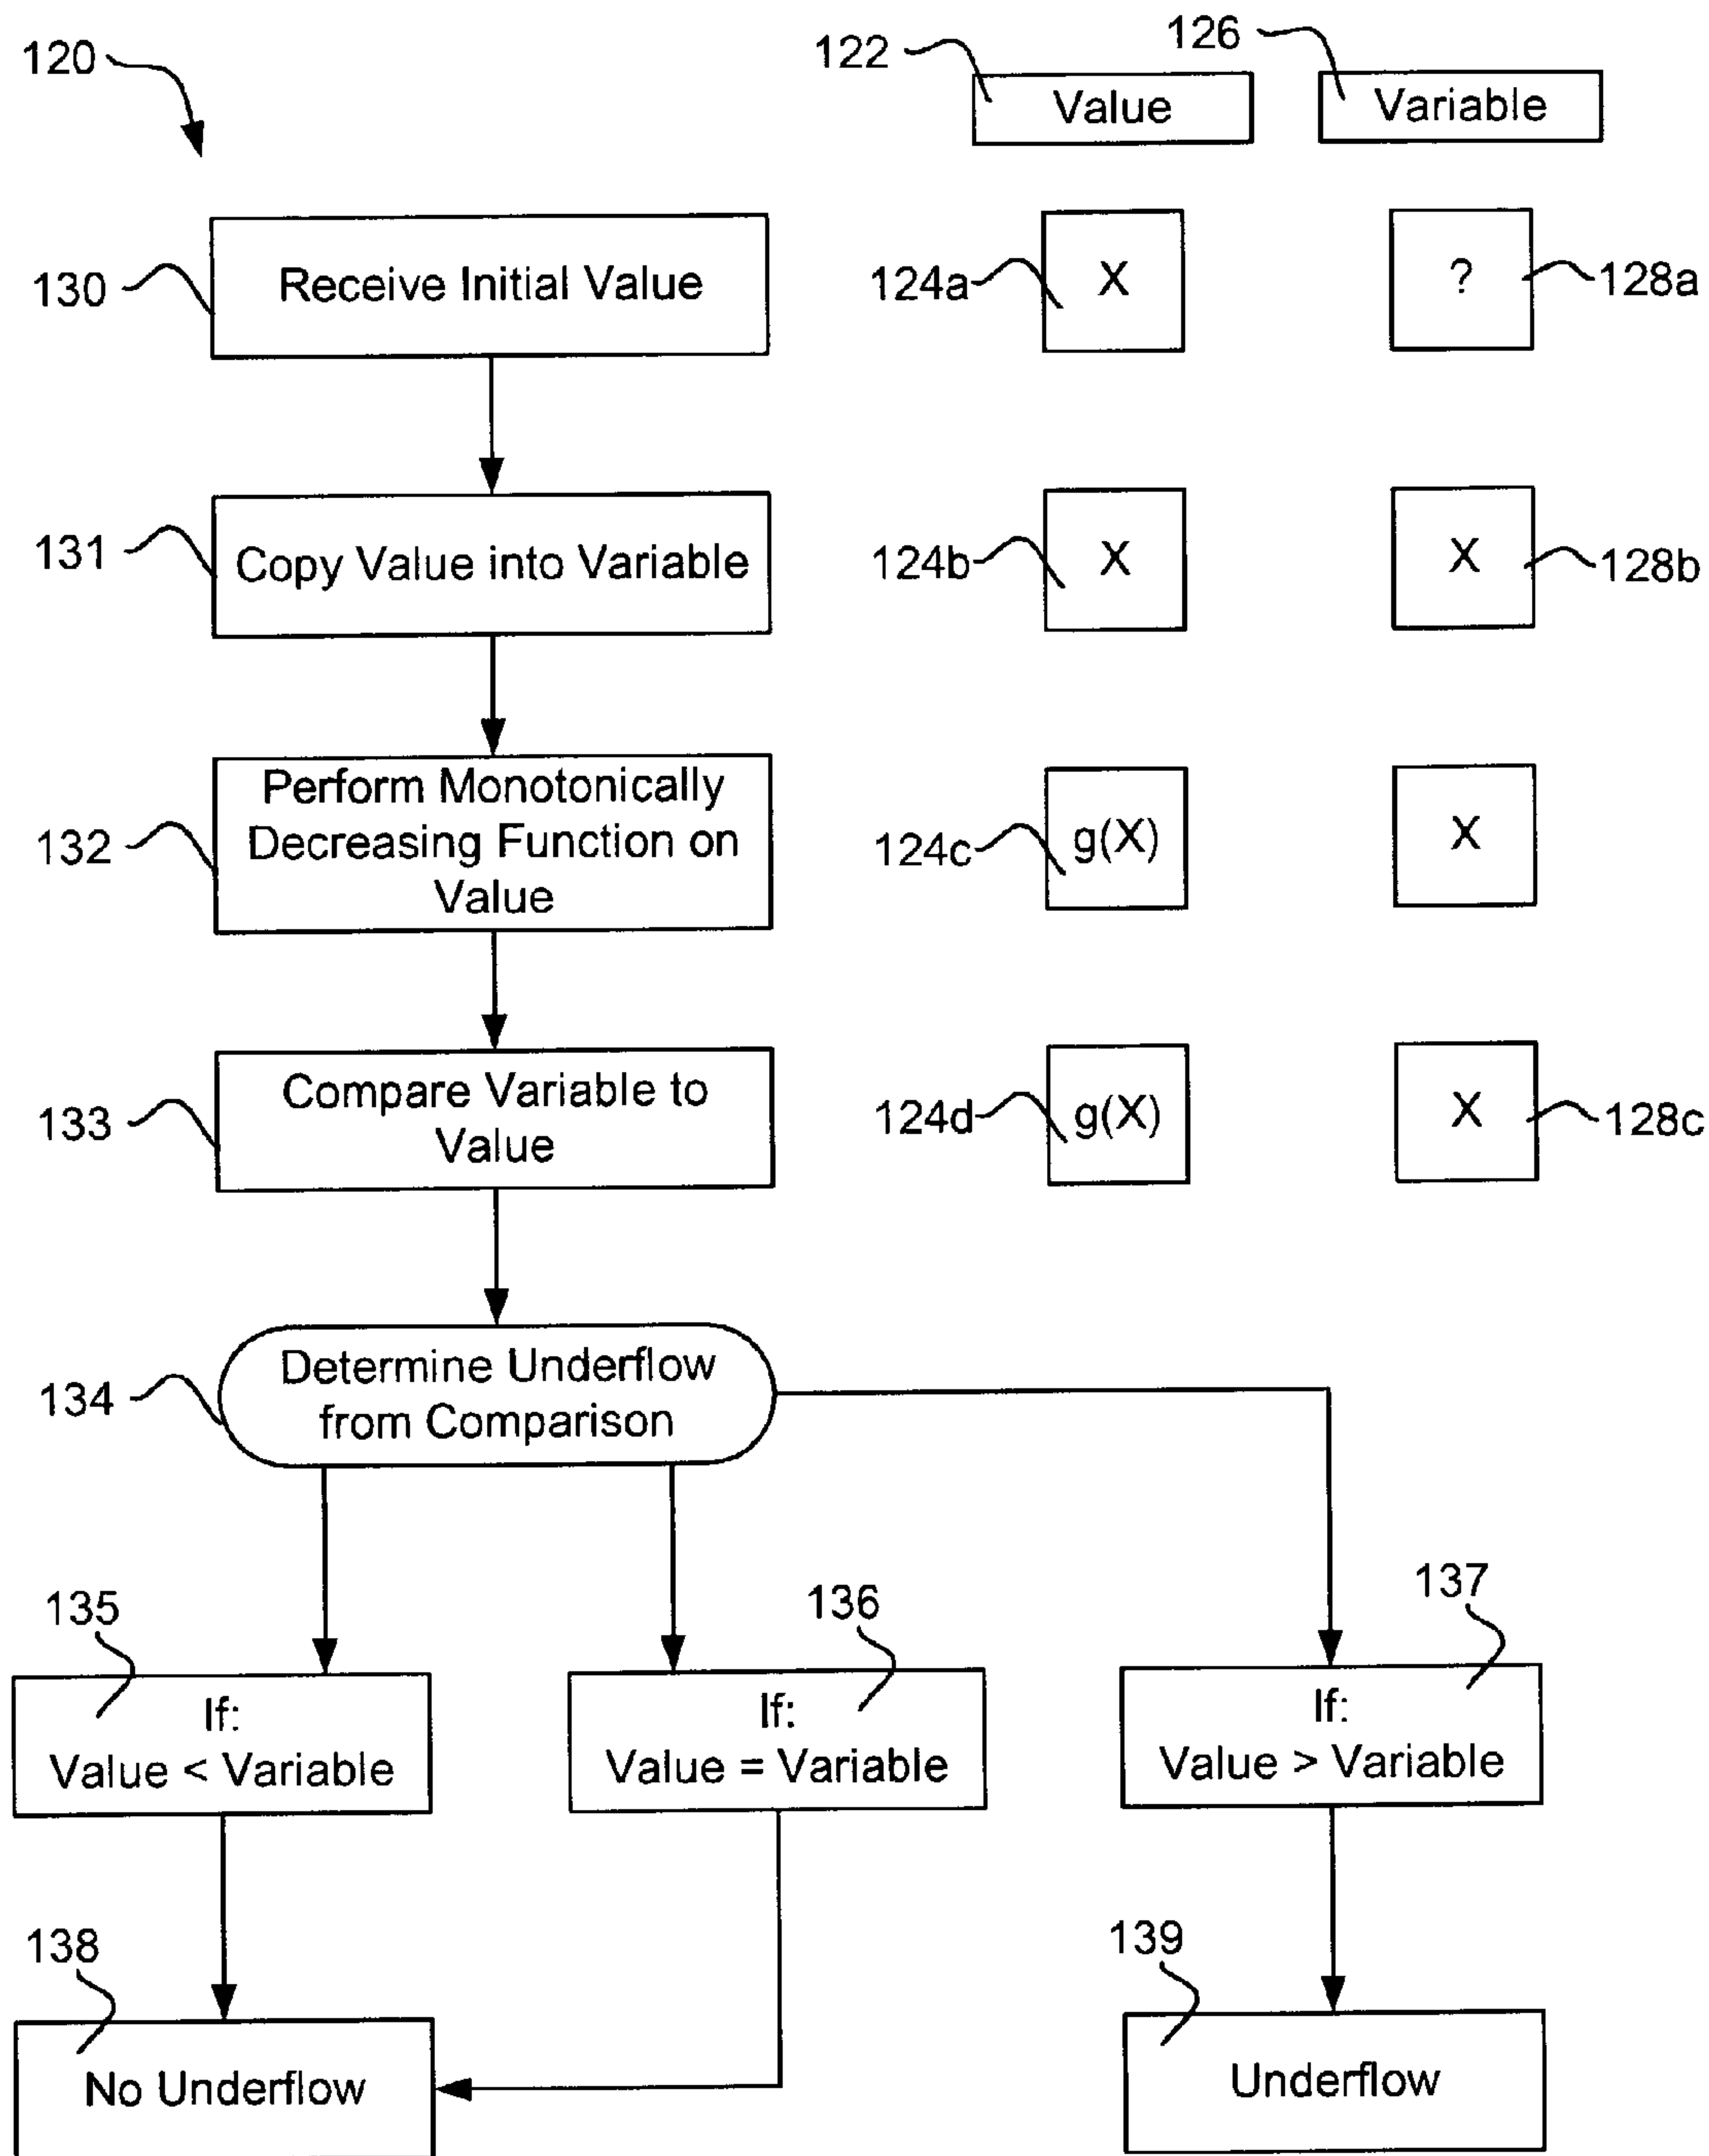 120
122
126
Value
Variable
130
Receive Initial Value
124a
X
?
128a
131
Copy Value into Variable
124b
X
X
128b
132
Perform Monotonically
Decreasing Function on
Value
124c
g(X)
X
133
Compare Variable to
Value
124d
g(X)
X
128c
134
Determine Underflow
from Comparison
135
136
137
If:
Value < Variable
If:
Value = Variable
If:
Value > Variable
138
139
No Underflow
Underflow